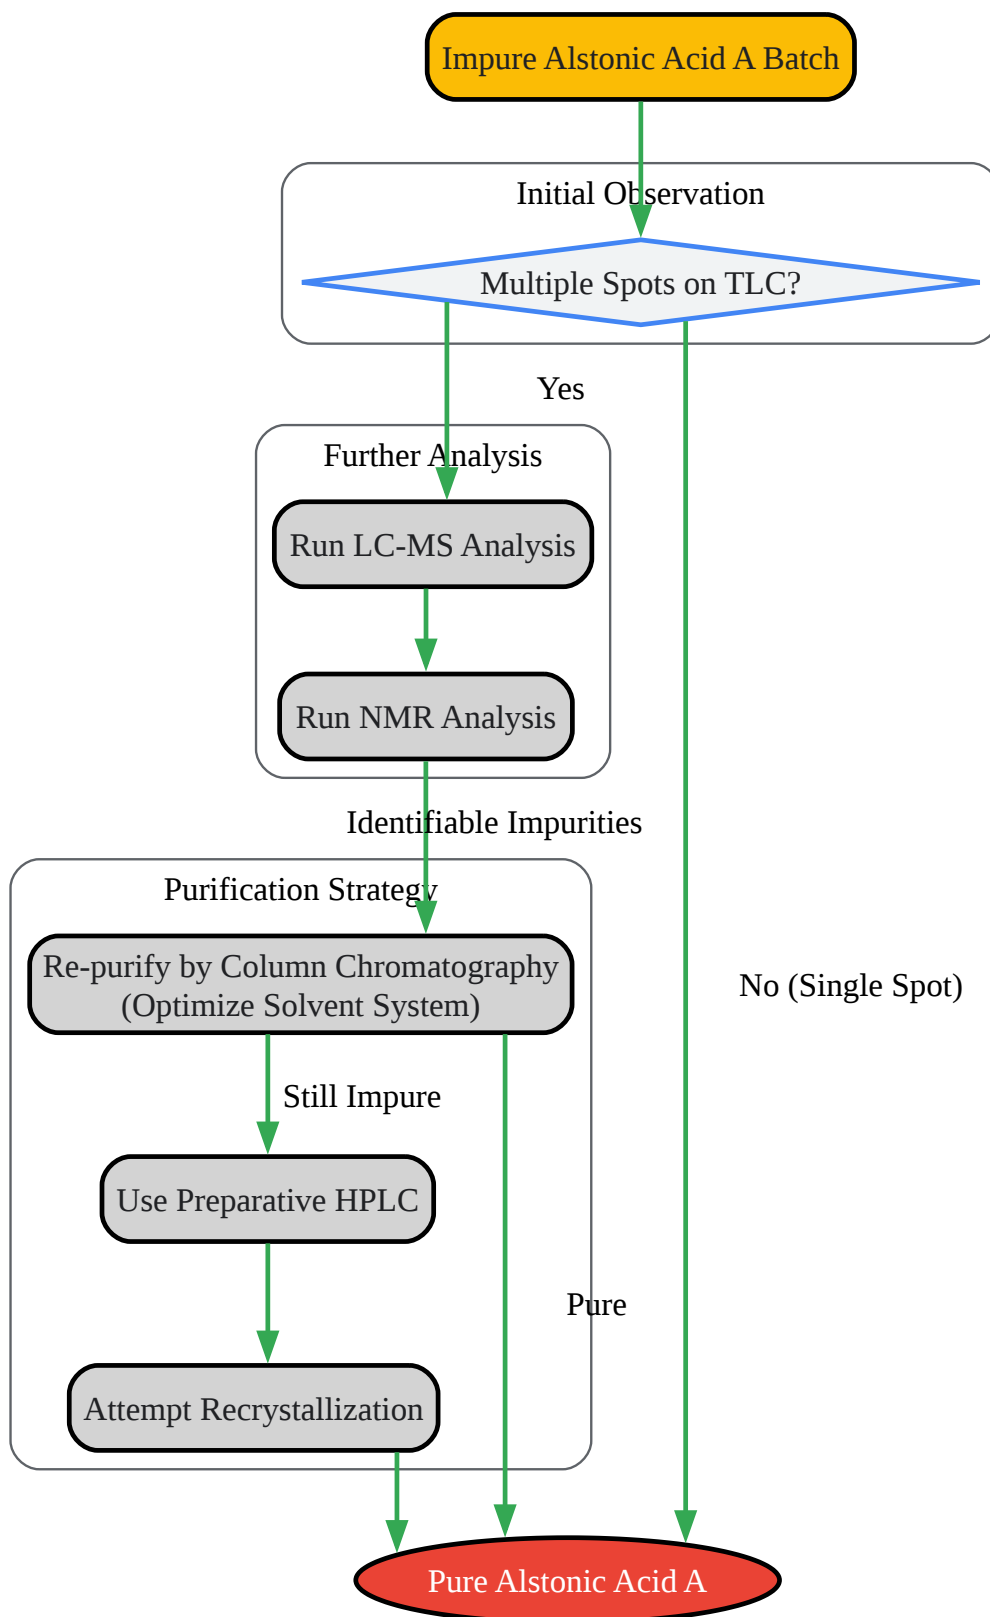 Impure Alstonic Acid A Batch
Initial Observation
Multiple Spots on TLC?
Yes
Further Analysis
Run LC-MS Analysis
Run NMR Analysis
Identifiable Impurities
Purification Strategy
Re-purify by Column Chromatography
(Optimize Solvent System)
No (Single Spot)
Still Impure
Use Preparative HPLC
Pure
Attempt Recrystallization
Pure Alstonic Acid A